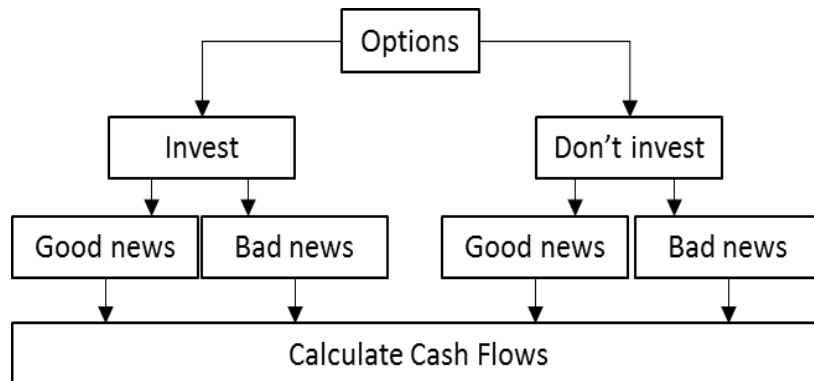 Options
Invest
Don’t invest
Good news
Bad news
Good news
Bad news
Calculate Cash Flows